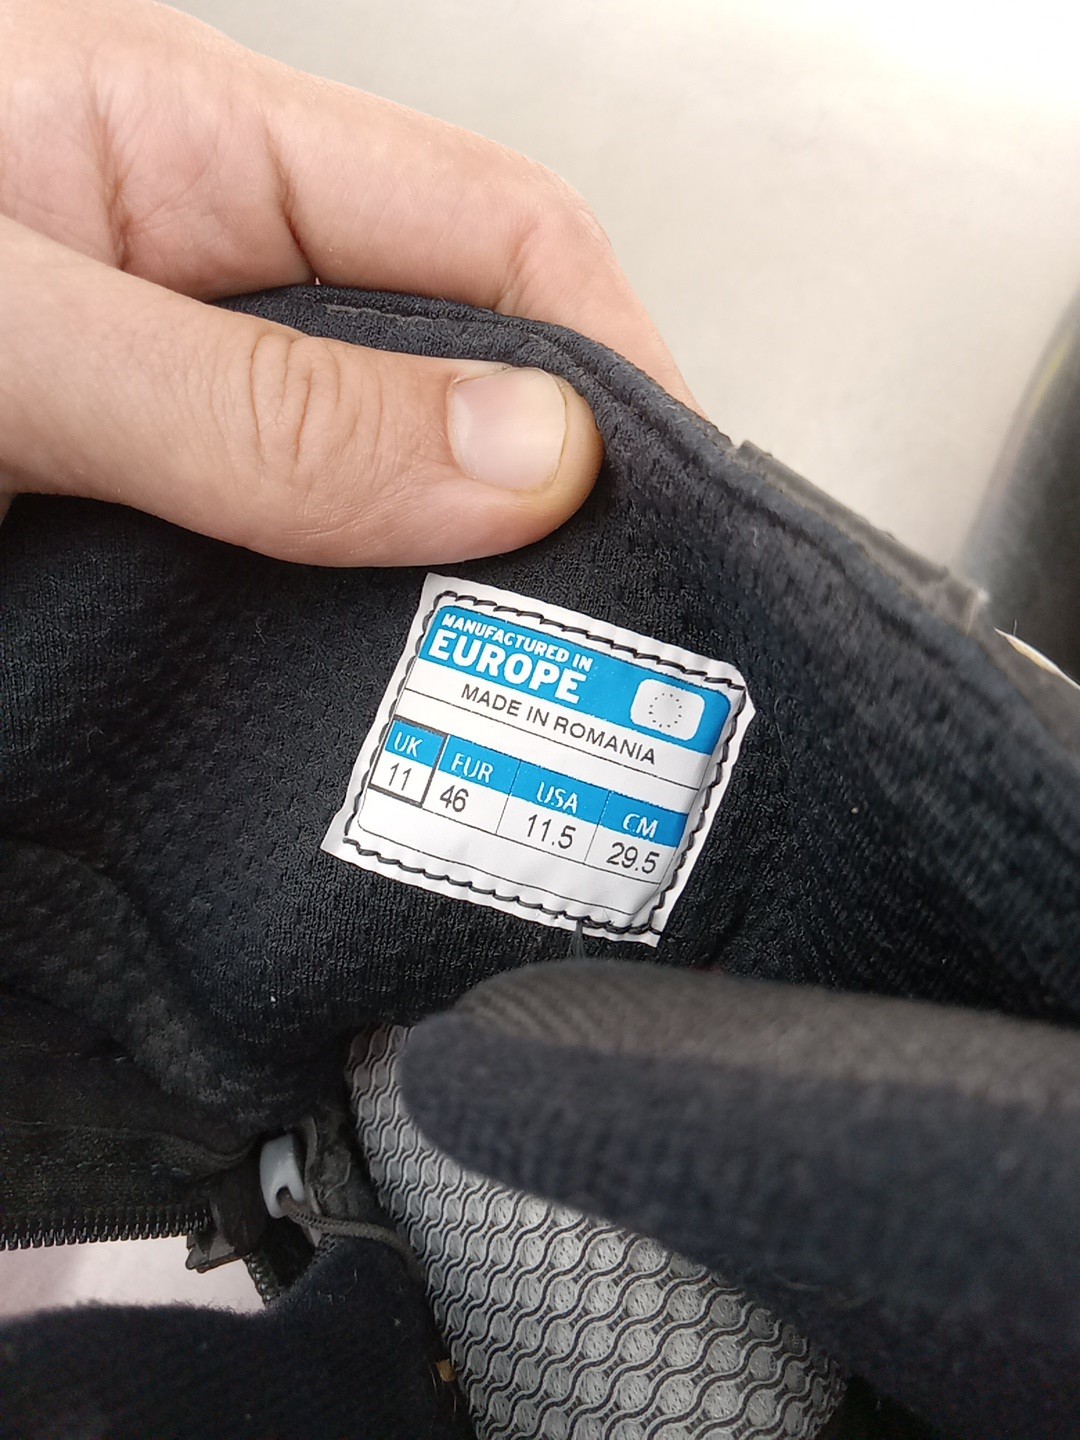 MANUFACTURED IN
EUROPE
MADE IN ROMANIA
UK EUR USA CM
11 46 11.5 29.5